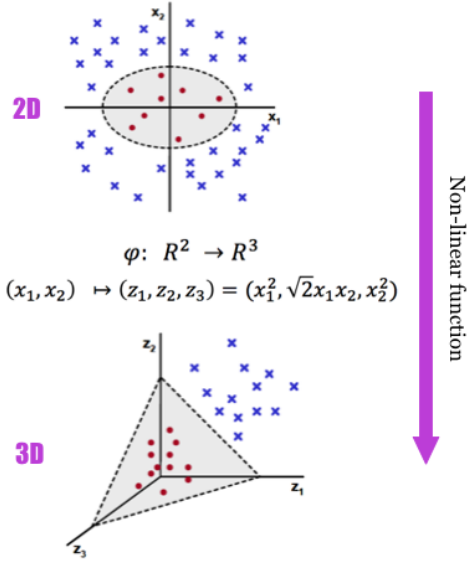 x₂
2D
x₁
φ: R² → R³
(x₁, x₂) ↦ (z₁, z₂, z₃) = (x₁², √2x₁x₂, x₂²)
Non-linear function
z₂
3D
z₁
z₃